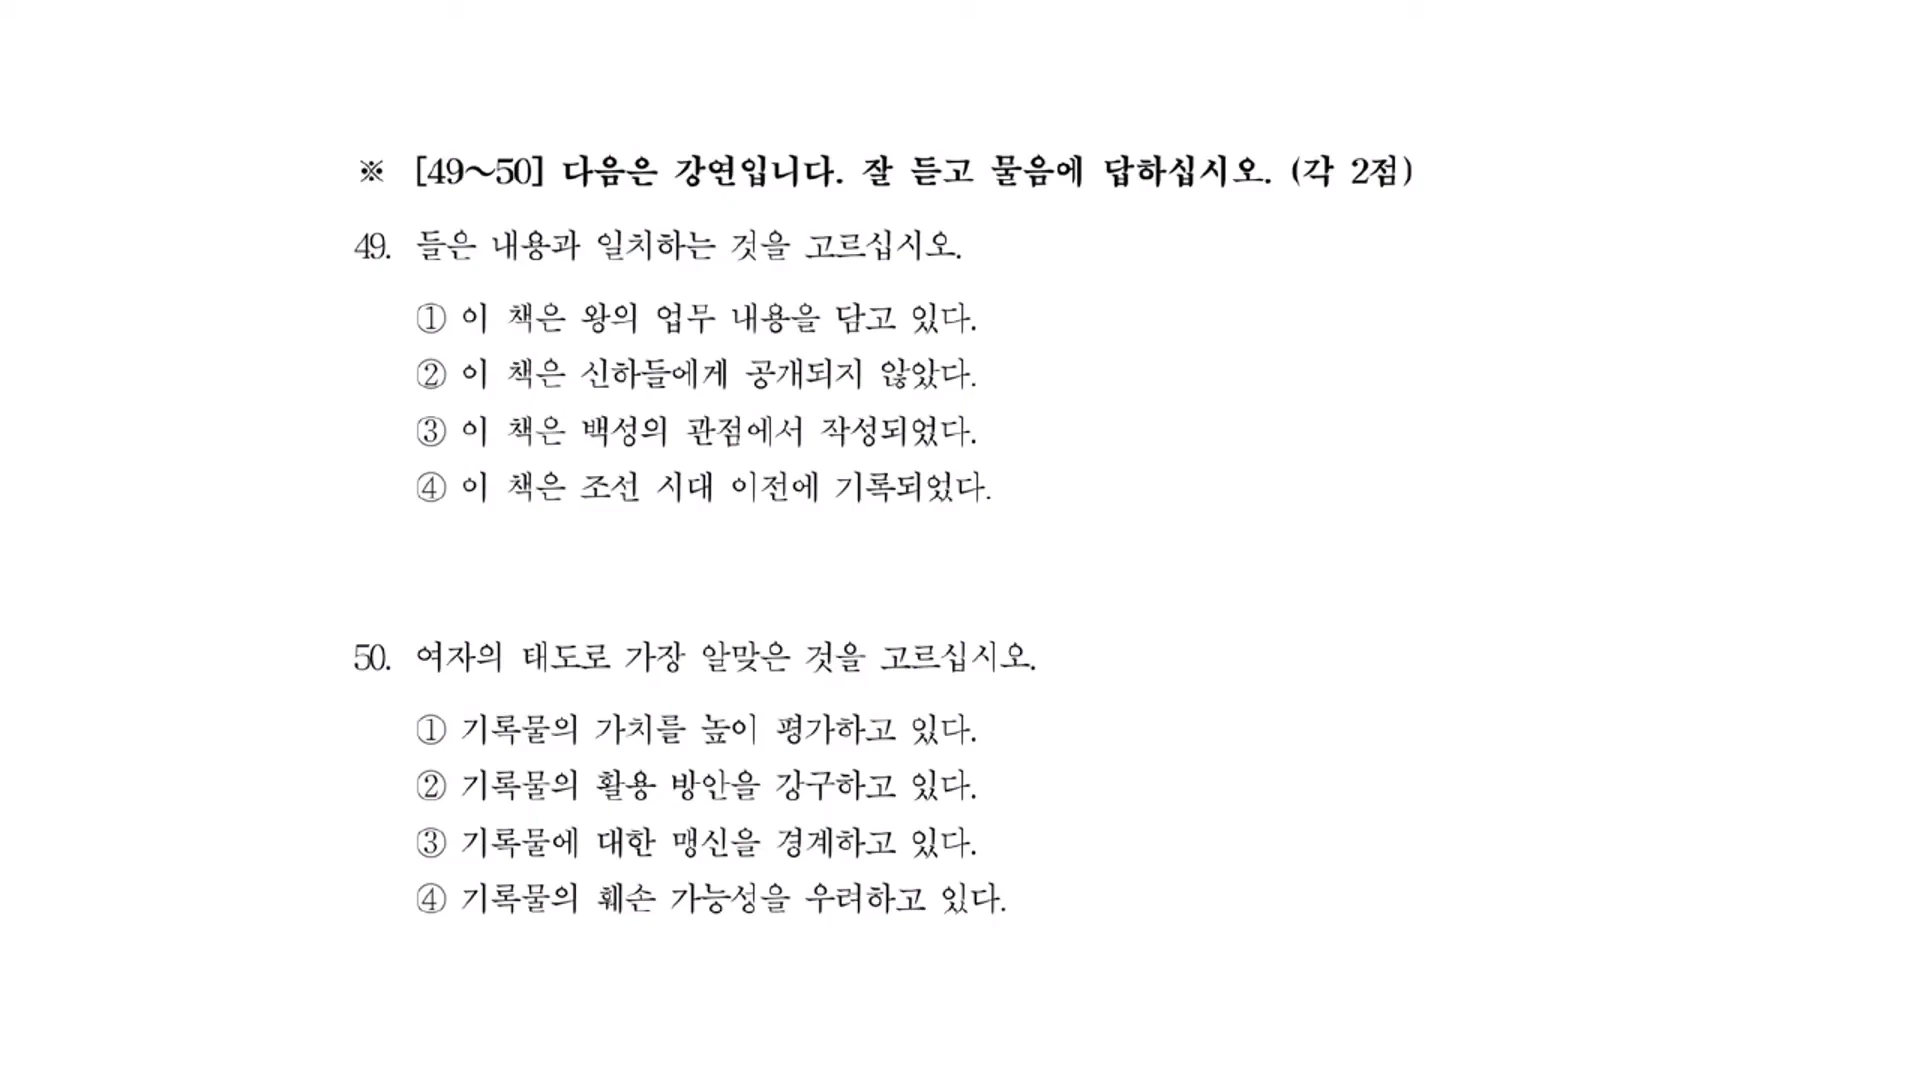 ※ [49～50] 다음은 강연입니다. 잘 듣고 물음에 답하십시오. (각 2점)
49. 들은 내용과 일치하는 것을 고르십시오.
① 이 책은 왕의 업무 내용을 담고 있다.
② 이 책은 신하들에게 공개되지 않았다.
③ 이 책은 백성의 관점에서 작성되었다.
④ 이 책은 조선 시대 이전에 기록되었다.
50. 여자의 태도로 가장 알맞은 것을 고르십시오.
① 기록물의 가치를 높이 평가하고 있다.
② 기록물의 활용 방안을 강구하고 있다.
③ 기록물에 대한 맹신을 경계하고 있다.
④ 기록물의 훼손 가능성을 우려하고 있다.